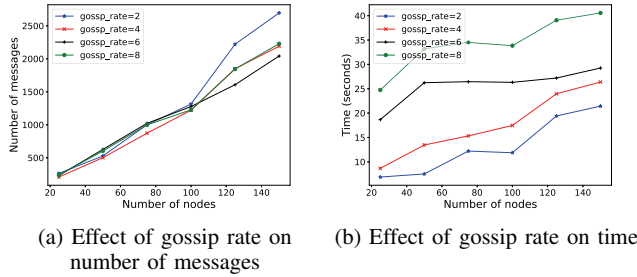 gossp_rate=2
gossp_rate=4
gossp_rate=6
gossp_rate=8
2500
2000
1500
1000
500
Number of messages
20 40 60 80 100 120 140
Number of nodes
(a) Effect of gossip rate on
number of messages
gossp_rate=2
gossp_rate=4
gossp_rate=6
gossp_rate=8
40
35
30
25
20
15
10
Time (seconds)
20 40 60 80 100 120 140
Number of nodes
(b) Effect of gossip rate on time